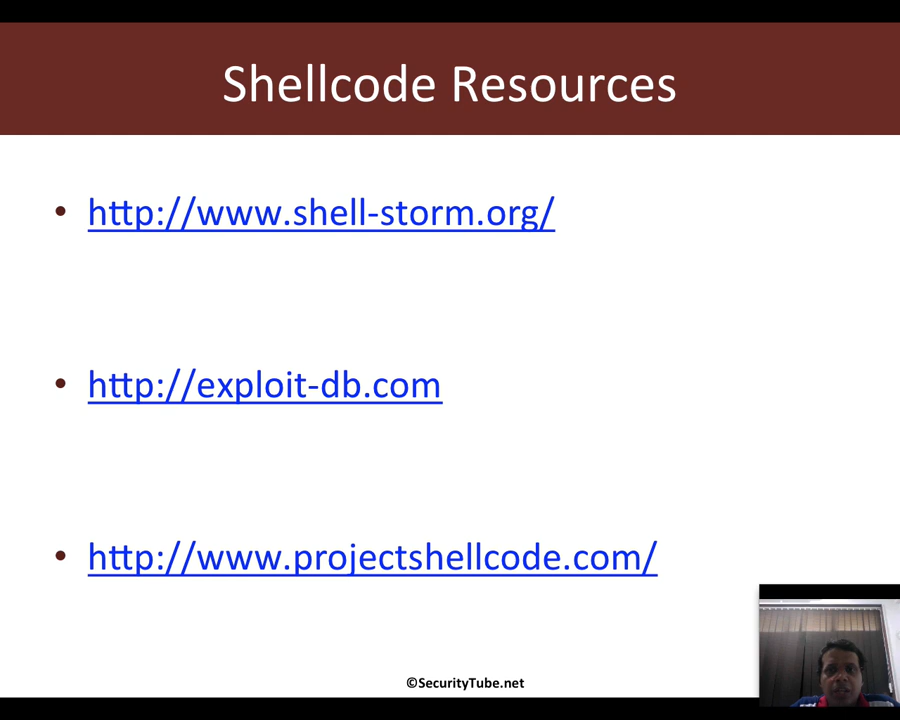 Shellcode Resources
• http://www.shell-storm.org/
• http://exploit-db.com
• http://www.projectshellcode.com/
©SecurityTube.net